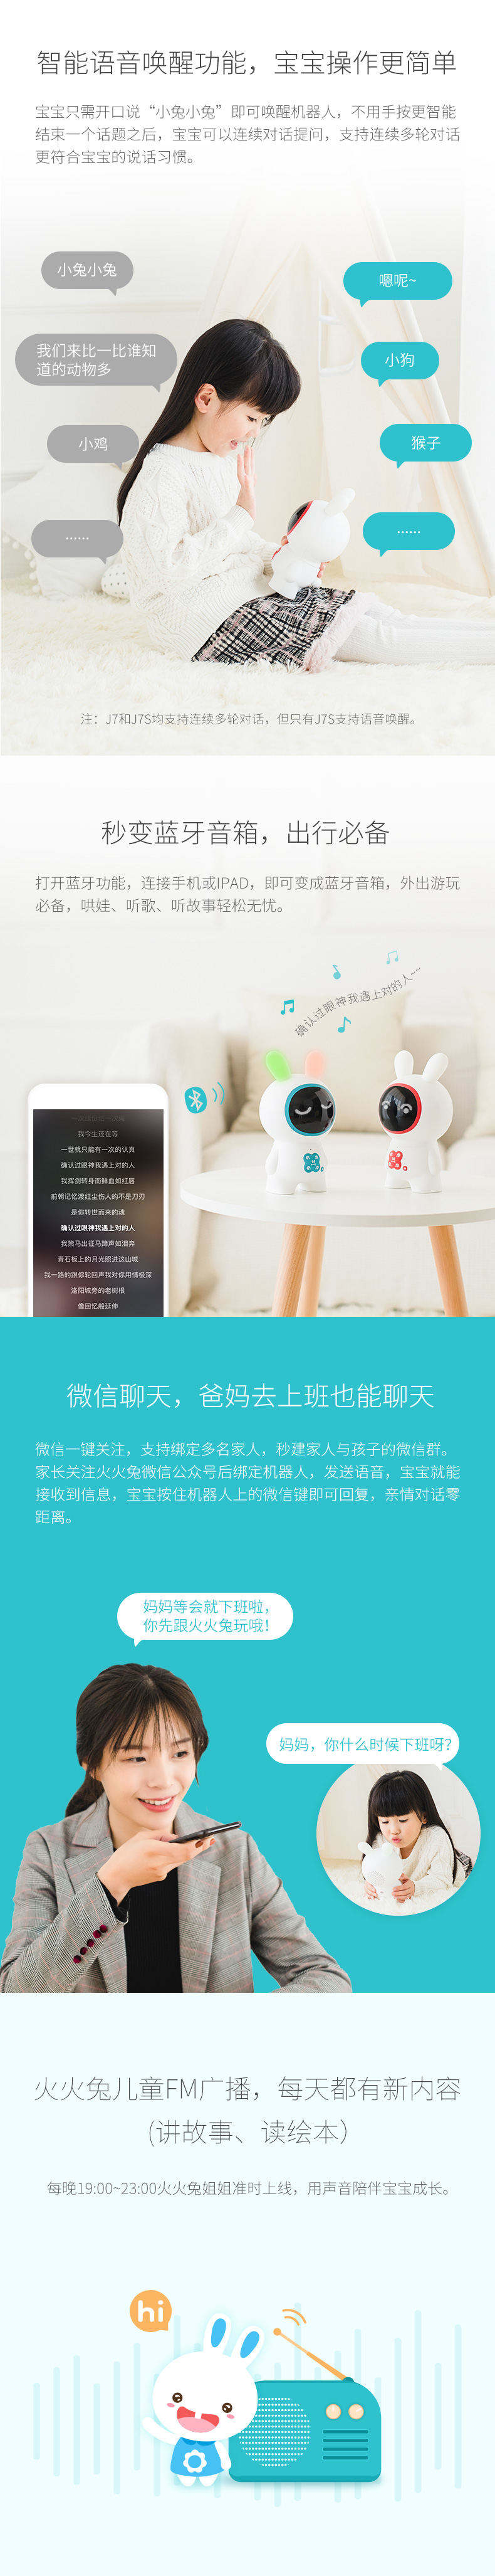 智能语音唤醒功能，宝宝操作更简单
宝宝只需开口说“小兔小兔”即可唤醒机器人，不用手按更智能
结束一个话题之后，宝宝可以连续对话提问，支持连续多轮对话
更符合宝宝的说话习惯。
小兔小兔
嗯呢~
我们来比一比谁知
道的动物多
小狗
小鸡
猴子
......
......
注：J7和J7S均支持连续多轮对话，但只有J7S支持语音唤醒。
秒变蓝牙音箱，出行必备
打开蓝牙功能，连接手机或IPAD，即可变成蓝牙音箱，外出游玩
必备，哄娃、听歌、听故事轻松无忧。
确认过眼神我遇上对的人~~
我今生还在等
一世就只能有一次的认真
确认过眼神我遇上对的人
我挥剑转身而鲜血如红唇
前朝记忆渡红尘伤人的不是刀刃
是你转世而来的魂
确认过眼神我遇上对的人
我策马出征马蹄声如泪奔
青石板上的月光照进这山城
我一路的跟你轮回声我对你用情极深
洛阳城旁的老树根
像回忆般延伸
微信聊天，爸妈去上班也能聊天
微信一键关注，支持绑定多名家人，秒建家人与孩子的微信群。
家长关注火火兔微信公众号后绑定机器人，发送语音，宝宝就能
接收到信息，宝宝按住机器人上的微信键即可回复，亲情对话零
距离。
妈妈等会就下班啦，
你先跟火火兔玩哦！
妈妈，你什么时候下班呀？
火火兔儿童FM广播，每天都有新内容
(讲故事、读绘本）
每晚19:00~23:00火火兔姐姐准时上线，用声音陪伴宝宝成长。
hi